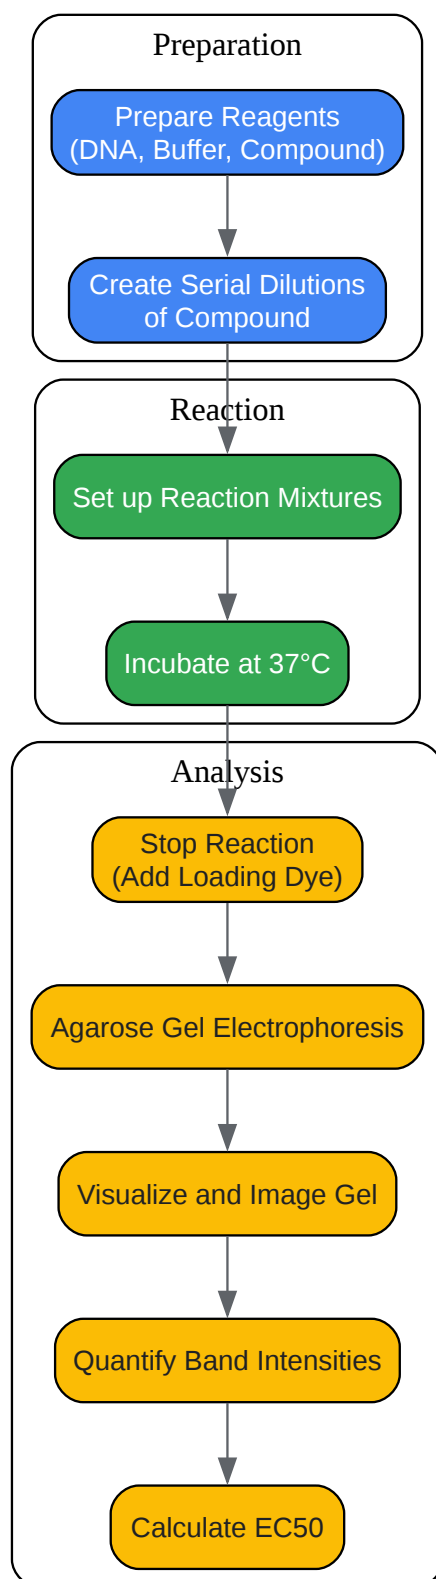 Preparation
Prepare Reagents
(DNA, Buffer, Compound)
Create Serial Dilutions
of Compound
Reaction
Set up Reaction Mixtures
Incubate at 37°C
Analysis
Stop Reaction
(Add Loading Dye)
Agarose Gel Electrophoresis
Visualize and Image Gel
Quantify Band Intensities
Calculate EC50